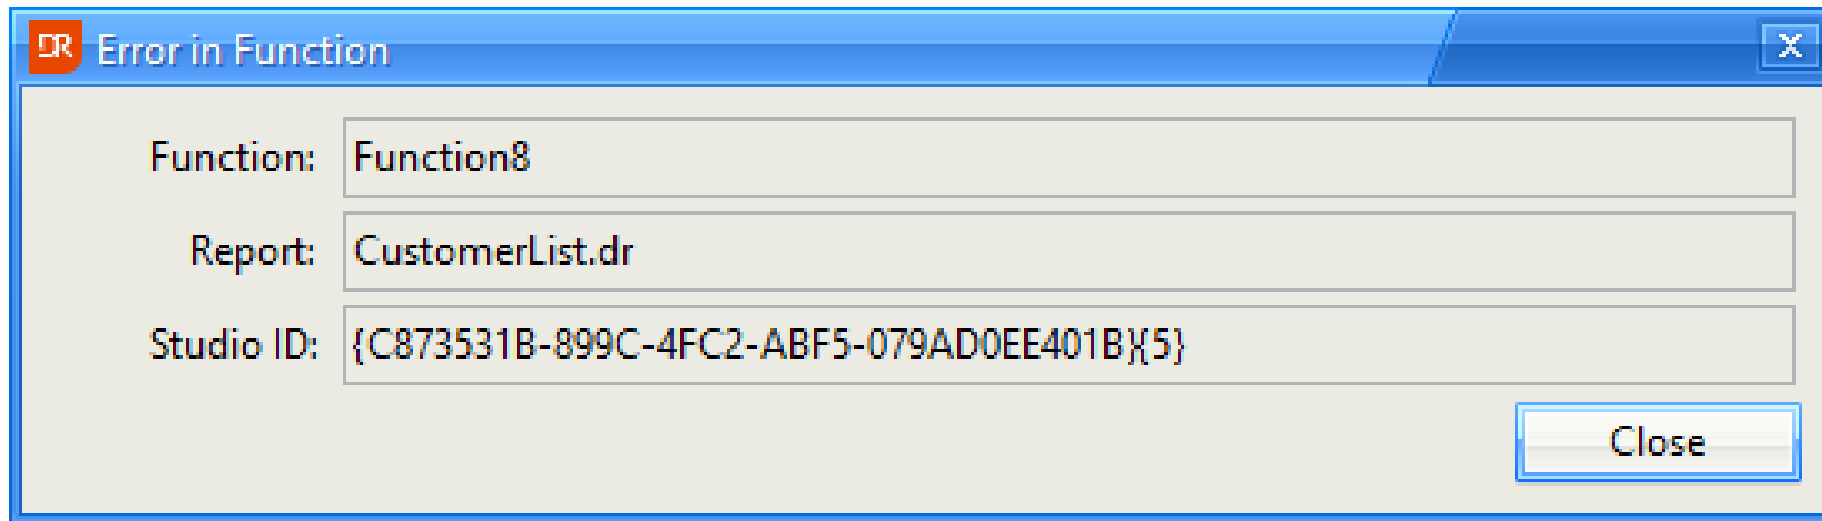 DR Error in Function X
Function: Function8
Report: CustomerList.dr
Studio ID: {C873531B-899C-4FC2-ABF5-079AD0EE401B}{5}
Close